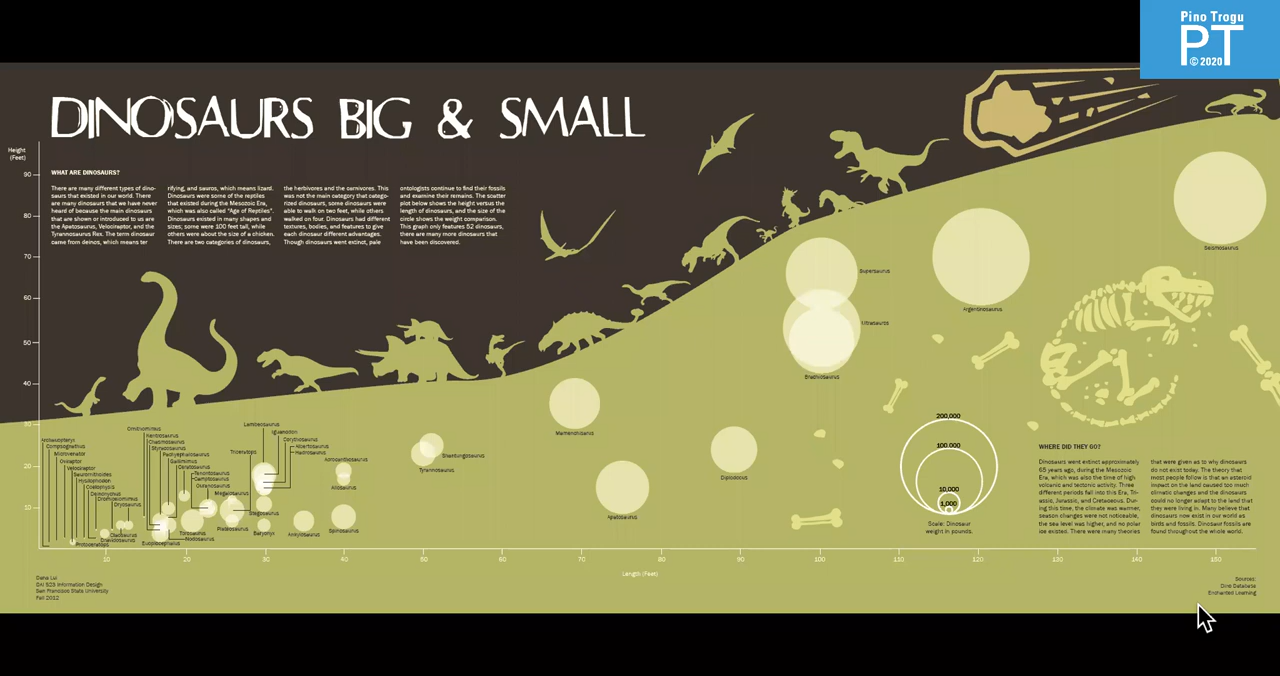 Pino Trogu
PT
© 2020
DINOSAURS BIG & SMALL
Height
(Feet)
90
80
70
60
50
40
30
20
10
WHAT ARE DINOSAURS?
There are many different types of dino-
saurs that existed in our world. There
are many dinosaurs that we have never
heard of because the main dinosaurs
that are shown or introduced to us are
the Apatosaurus, Velociraptor, and the
Tyrannosaurus Rex. The term dinosaur
came from deinos, which means ter
rifying, and sauros, which means lizard.
Dinosaurs were some of the reptiles
that existed during the Mesozoic Era,
which was also called "Age of Reptiles".
Dinosaurs existed in many shapes and
sizes; some were 100 feet tall, while
others were about the size of a chicken.
There are two categories of dinosaurs,
the herbivores and the carnivores. This
was not the main category that catego-
rized dinosaurs, some dinosaurs were
able to walk on two feet, while others
walked on four. Dinosaurs had different
textures, bodies, and features to give
each dinosaur different advantages.
Though dinosaurs went extinct, pale
ontologists continue to find their fossils
and examine their remains. The scatter
plot below shows the height versus the
length of dinosaurs, and the size of the
circle shows the weight comparison.
This graph only features 52 dinosaurs,
there are many more dinosaurs that
have been discovered.
Seismosaurus
Supersaurus
Argentinosaurus
Ultrasaurus
Brachiosaurus
Mamenchisaurus
Diplodocus
Apatosaurus
Shantungosaurus
Tyrannosaurus
Lambeosaurus
Iguanodon
Corythosaurus
Albertosaurus
Hadrosaurus
Triceratops
Acrocanthosaurus
Allosaurus
Ornithomimus
Styracosaurus
Pachycephalosaurus
Gallimimus
Ceratosaurus
Tenontosaurus
Camptosaurus
Ouranosaurus
Megalosaurus
Stegosaurus
Archaeopteryx
Compsognathus
Microvenator
Oviraptor
Velociraptor
Saurornithoides
Hypsilophodon
Coelophysis
Deinonychus
Dromiceiomimus
Dryosaurus
Protoceratops
Euoplocephalus
Torosaurus
Nodosaurus
Plateosaurus
Baryonyx
Ankylosaurus
Spinosaurus
200,000
100,000
10,000
1,000
Scale: Dinosaur
weight in pounds.
WHERE DID THEY GO?
Dinosaurs went extinct approximately
65 years ago, during the Mesozoic
Era, which was also the time of high
volcanic and tectonic activity. Three
different periods fall into this Era, Tri-
assic, Jurassic, and Cretaceous. Dur-
ing this time, the climate was warmer,
season changes were not noticeable,
the sea level was higher, and no polar
ice existed. There were many theories
that were given as to why dinosaurs
do not exist today. The theory that
most people follow is that an asteroid
impact on the land caused too much
climatic changes and the dinosaurs
could no longer adapt to the land that
they were living in. Many believe that
dinosaurs now exist in our world as
birds and fossils. Dinosaur fossils are
found throughout the whole world.
10 20 30 40 50 60 70 80 90 100 110 120 130 140 150
Length (Feet)
DAI 523 Information Design
San Francisco State University
Fall 2012
Sources:
Dino Database
Enchanted Learning